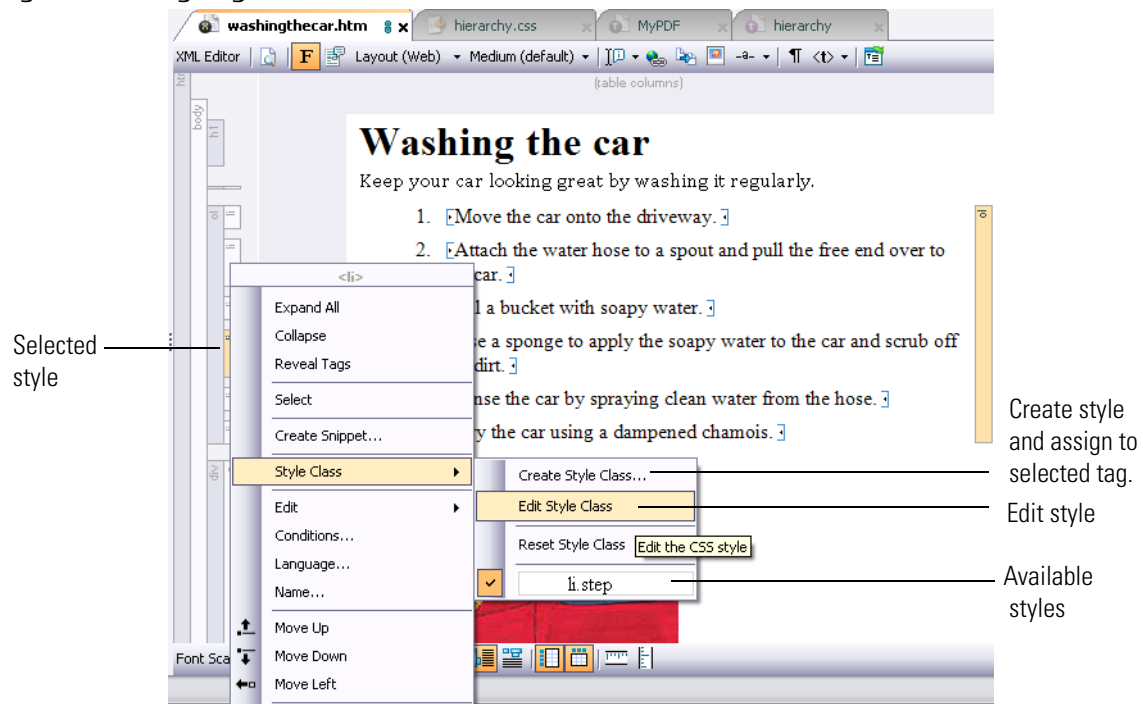 washingthecar.htm hierarchy.css MyPDF hierarchy
XML Editor F Layout (Web) Medium (default) -a- ¶ <t>
(table columns)
body
h1
Washing the car
Keep your car looking great by washing it regularly.
ol
ol
1. Move the car onto the driveway.
2. Attach the water hose to a spout and pull the free end over to
car.
a bucket with soapy water.
a sponge to apply the soapy water to the car and scrub off
dirt.
the car by spraying clean water from the hose.
the car using a dampened chamois.
div
<li>
Expand All
Collapse
Reveal Tags
Select
Create Snippet...
Style Class
Edit
Conditions...
Language...
Name...
Move Up
Move Down
Move Left
Create Style Class...
Edit Style Class
Reset Style Class
Edit the CSS style
li.step
Font Sca
Selected
style
Create style
and assign to
selected tag.
Edit style
Available
styles